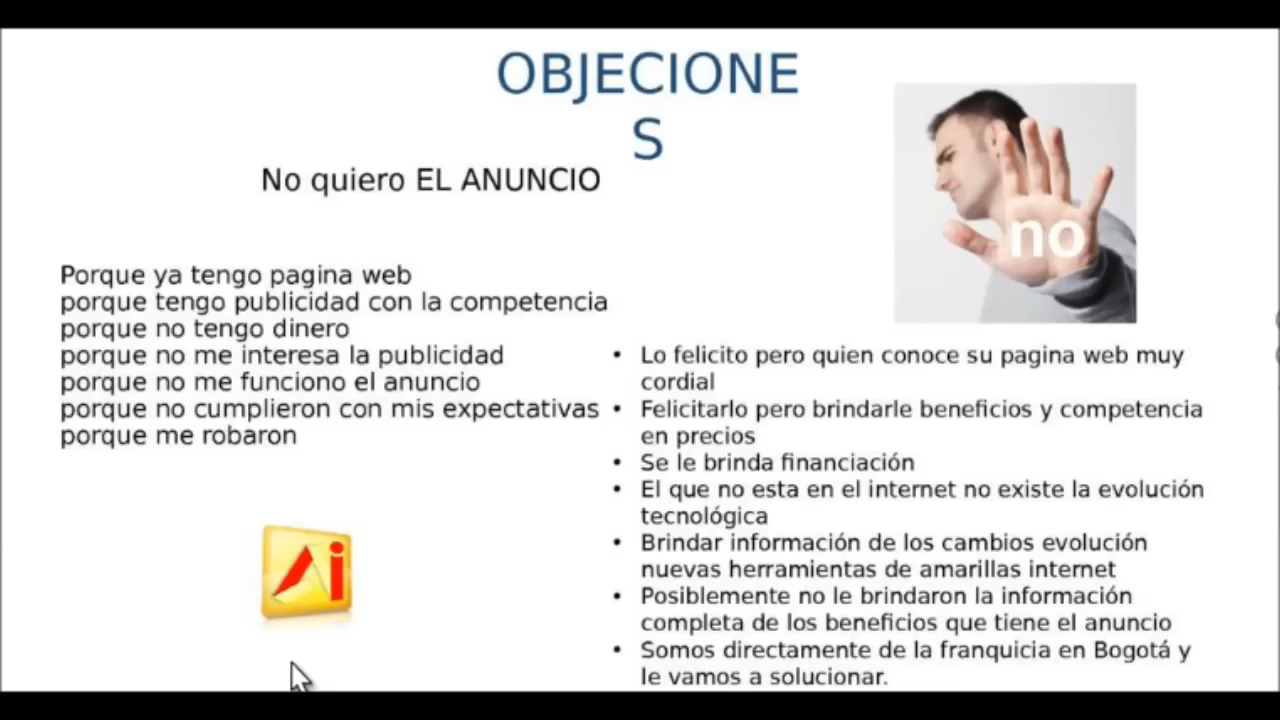 OBJECIONE
S
No quiero EL ANUNCIO
no
Porque ya tengo pagina web
porque tengo publicidad con la competencia
porque no tengo dinero
porque no me interesa la publicidad
porque no me funciono el anuncio
porque no cumplieron con mis expectativas
porque me robaron
• Lo felicito pero quien conoce su pagina web muy
cordial
• Felicitarlo pero brindarle beneficios y competencia
en precios
• Se le brinda financiación
• El que no esta en el internet no existe la evolución
tecnológica
• Brindar información de los cambios evolución
nuevas herramientas de amarillas internet
• Posiblemente no le brindaron la información
completa de los beneficios que tiene el anuncio
• Somos directamente de la franquicia en Bogotá y
le vamos a solucionar.
Ai